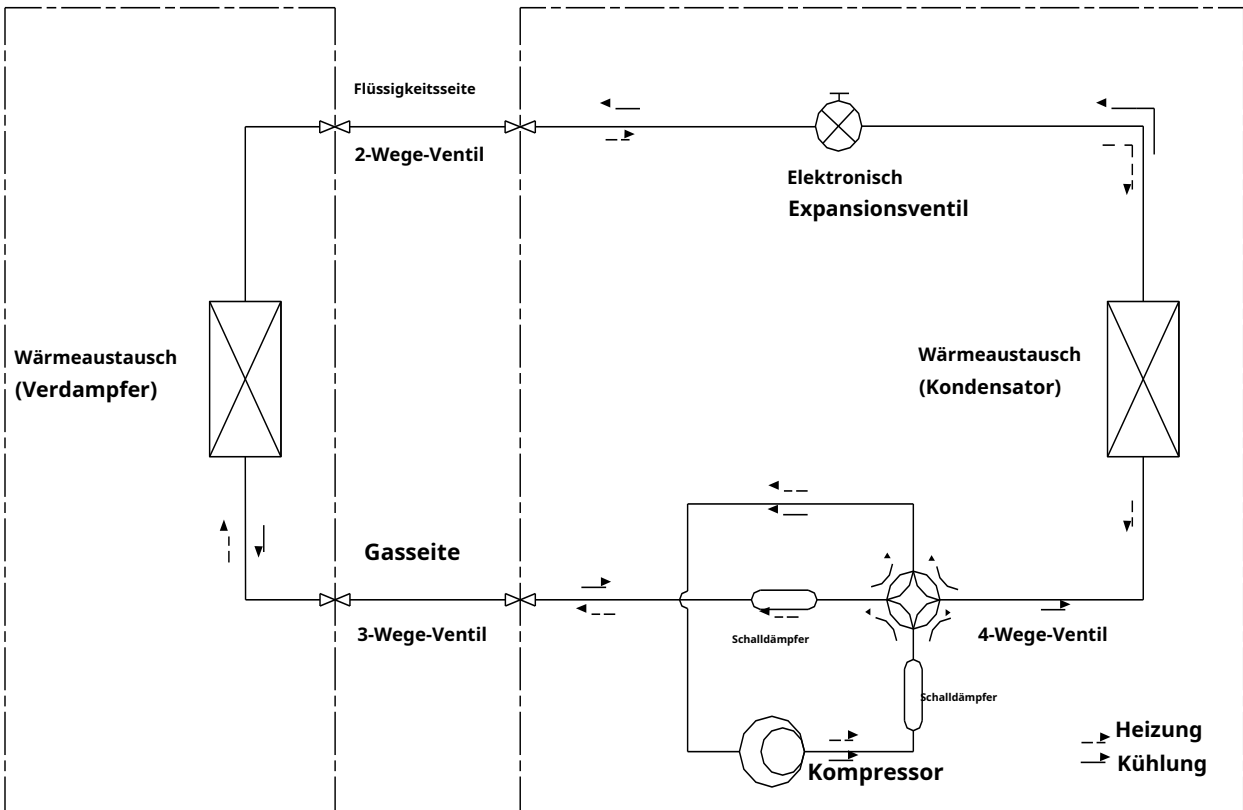 Flüssigkeitsseite
2-Wege-Ventil
Elektronisch
Expansionsventil
Wärmeaustausch
(Verdampfer)
Wärmeaustausch
(Kondensator)
Gasseite
3-Wege-Ventil
Schalldämpfer
4-Wege-Ventil
Schalldämpfer
Kompressor
Heizung
Kühlung